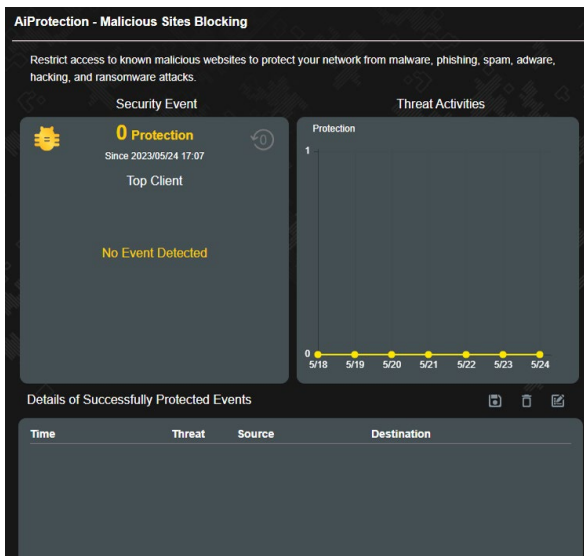 AiProtection - Malicious Sites Blocking
Restrict access to known malicious websites to protect your network from malware, phishing, spam, adware,
hacking, and ransomware attacks.
Security Event
Threat Activities
0 Protection
0
Since 2023/05/24 17:07
Top Client
No Event Detected
Protection
1
0
5/18 5/19 5/20 5/21 5/22 5/23 5/24
Details of Successfully Protected Events
Time Threat Source Destination